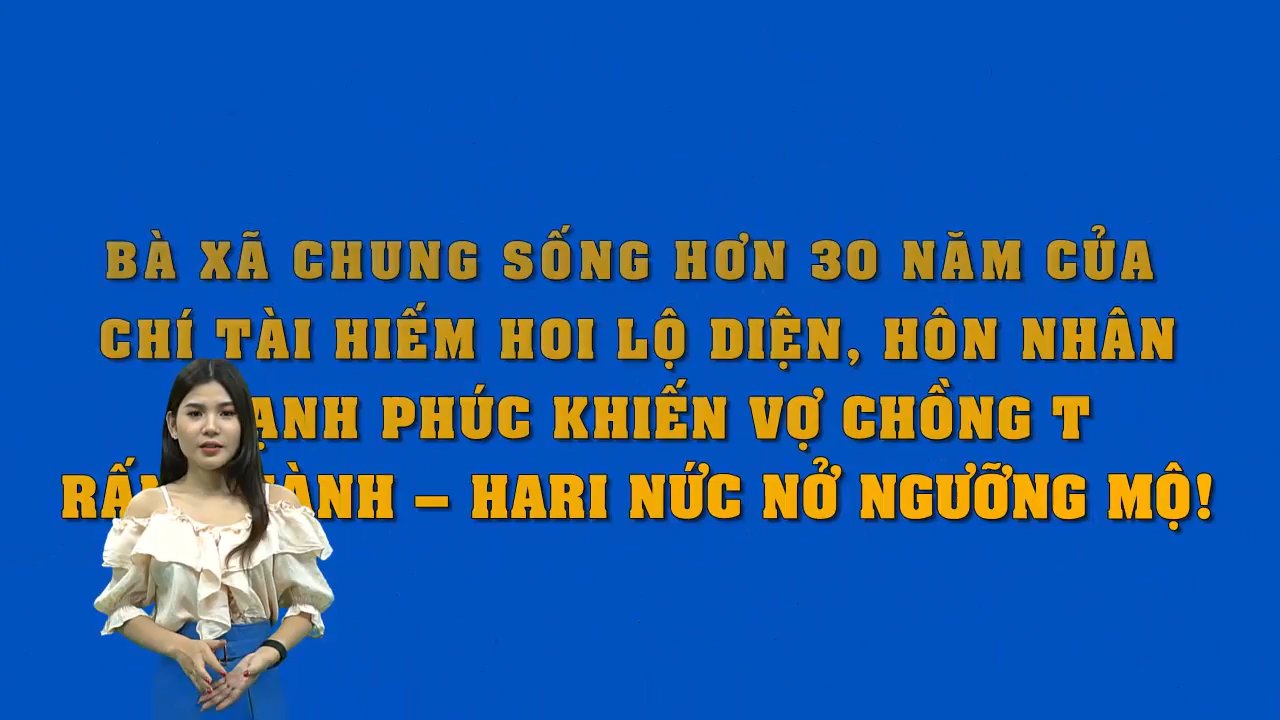 BÀ XÃ CHUNG SỐNG HƠN 30 NĂM CỦA
CHÍ TÀI HIẾM HOI LỘ DIỆN, HÔN NHÂN
PHÚC KHIẾN VỢ CHỒNG T
– HARI NỨC NỞ NGƯỠNG MỘ!